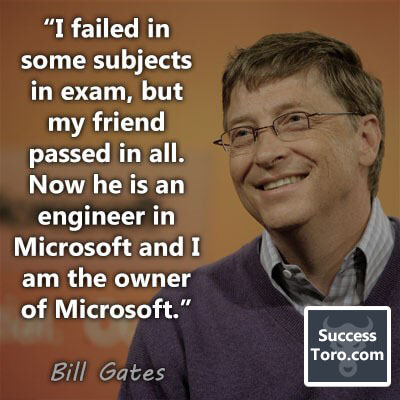 “I failed in
some subjects
in exam, but
my friend
passed in all.
Now he is an
engineer in
Microsoft and I
am the owner
of Microsoft.”
Bill Gates
Success
Toro.com